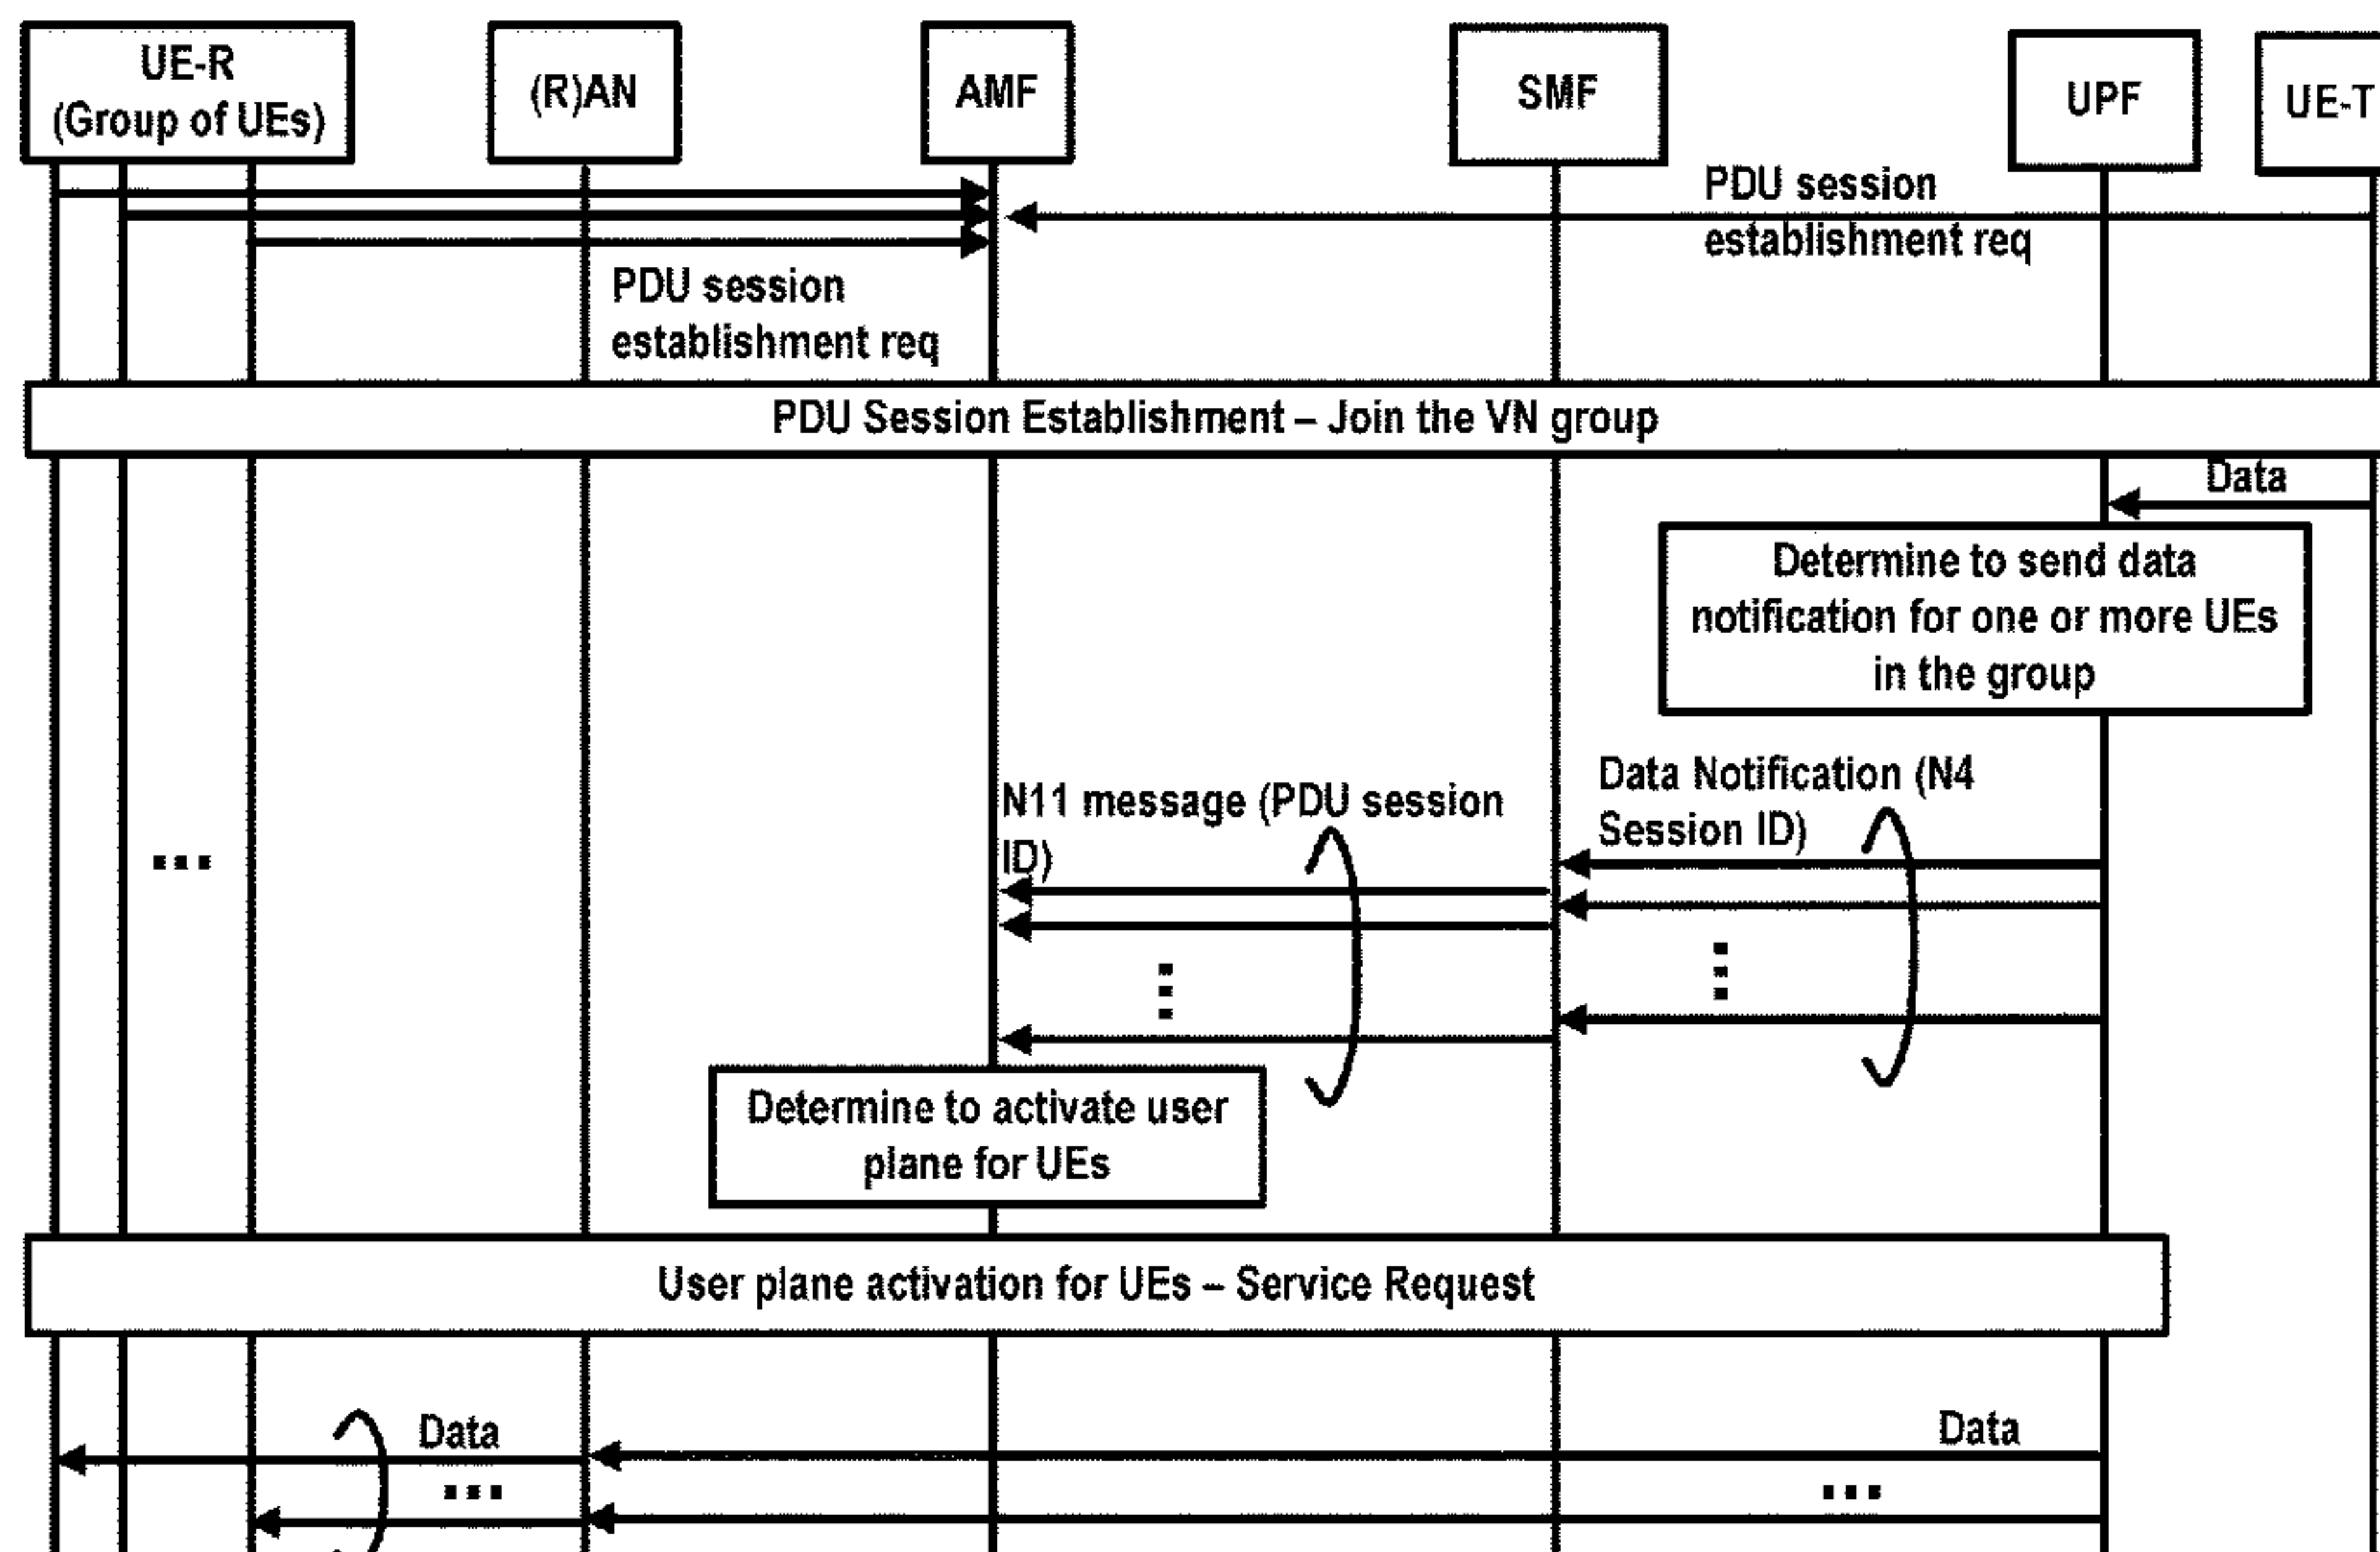 UE-R
(Group of UEs)
(R)AN
AMF
SMF
UPF
UE-T
PDU session
establishment req
PDU session
establishment req
PDU Session Establishment – Join the VN group
Data
Determine to send data
notification for one or more UEs
in the group
Data Notification (N4
Session ID)
N11 message (PDU session
ID)
Determine to activate user
plane for UEs
User plane activation for UEs – Service Request
Data
Data